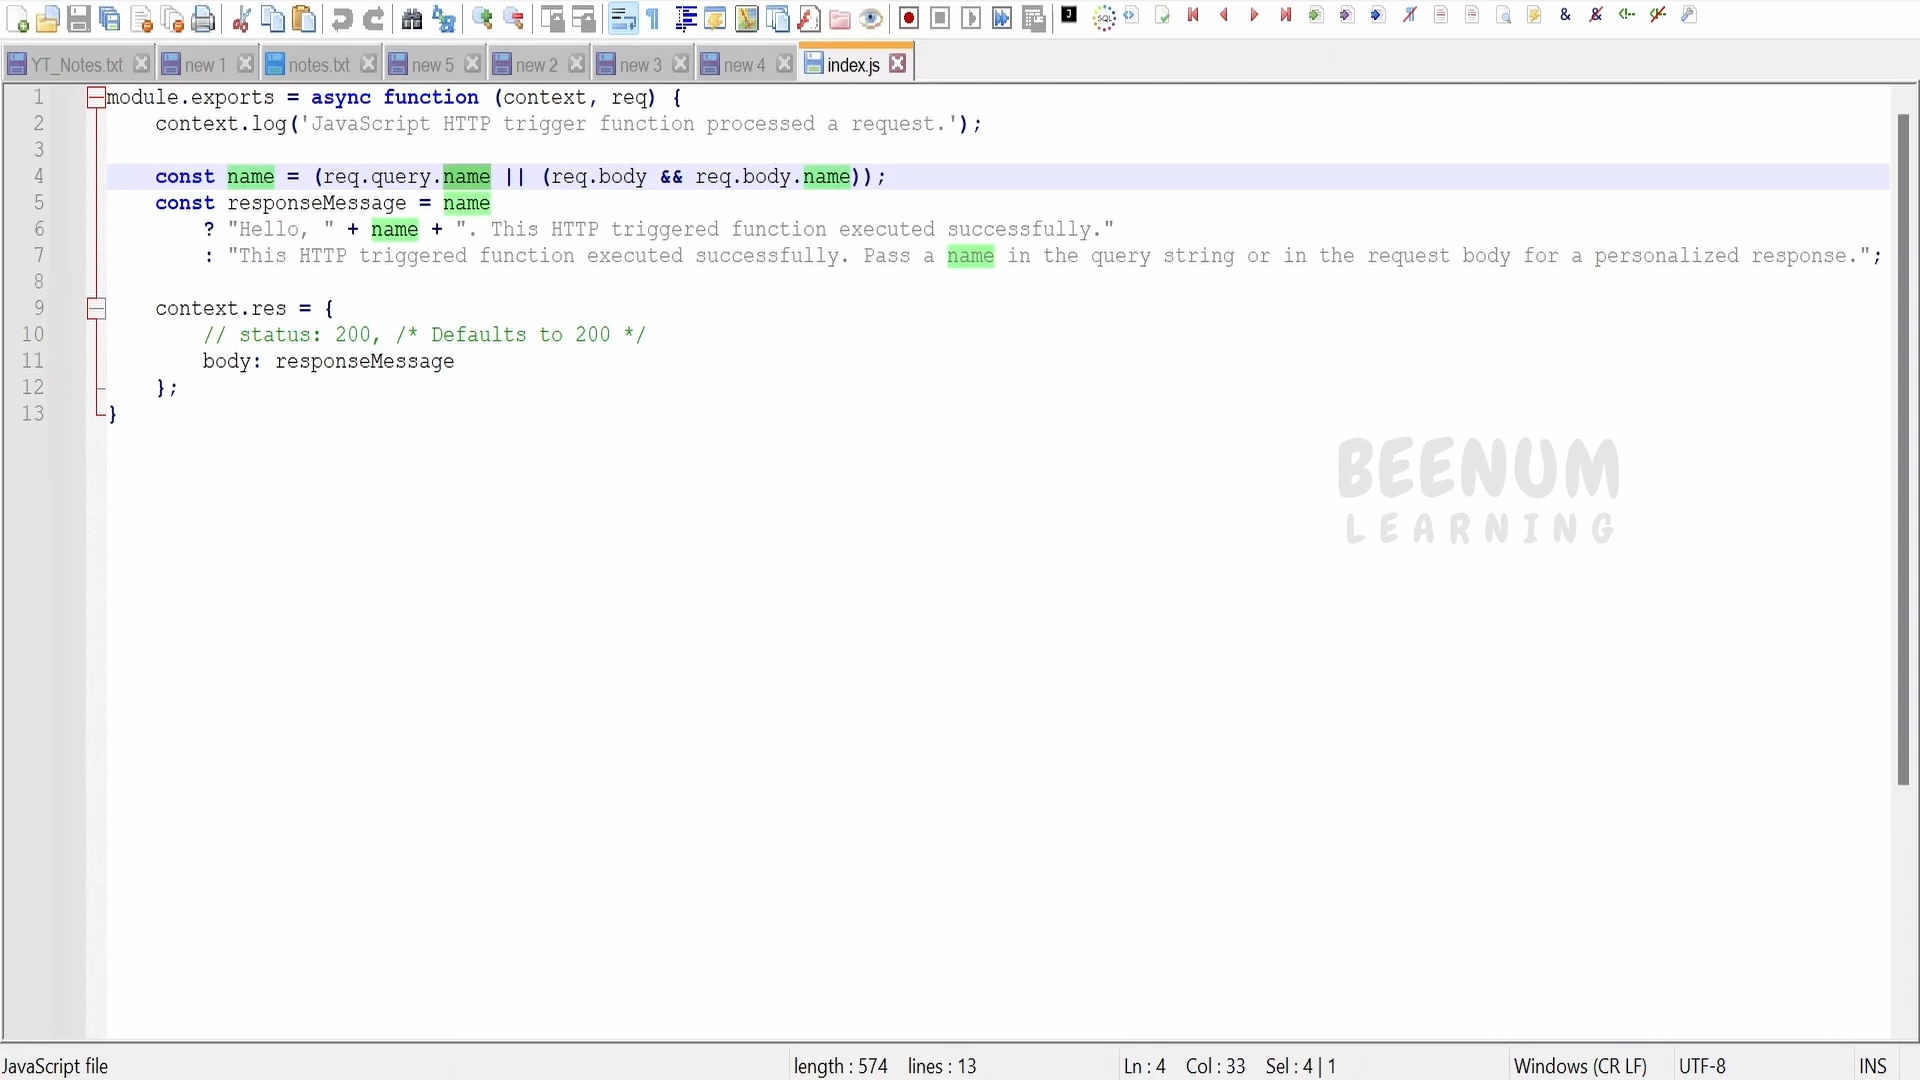 YT_Notes.txt new 1 notes.txt new 5 new 2 new 3 new 4 index.js
1 module.exports = async function (context, req) {
2 context.log('JavaScript HTTP trigger function processed a request.');
3
4 const name = (req.query.name || (req.body && req.body.name));
5 const responseMessage = name
6 ? "Hello, " + name + ". This HTTP triggered function executed successfully."
7 : "This HTTP triggered function executed successfully. Pass a name in the query string or in the request body for a personalized response.";
8
9 context.res = {
10 // status: 200, /* Defaults to 200 */
11 body: responseMessage
12 };
13 }
BEENUM
LEARNING
JavaScript file length : 574 lines : 13 Ln : 4 Col : 33 Sel : 4 | 1 Windows (CR LF) UTF-8 INS